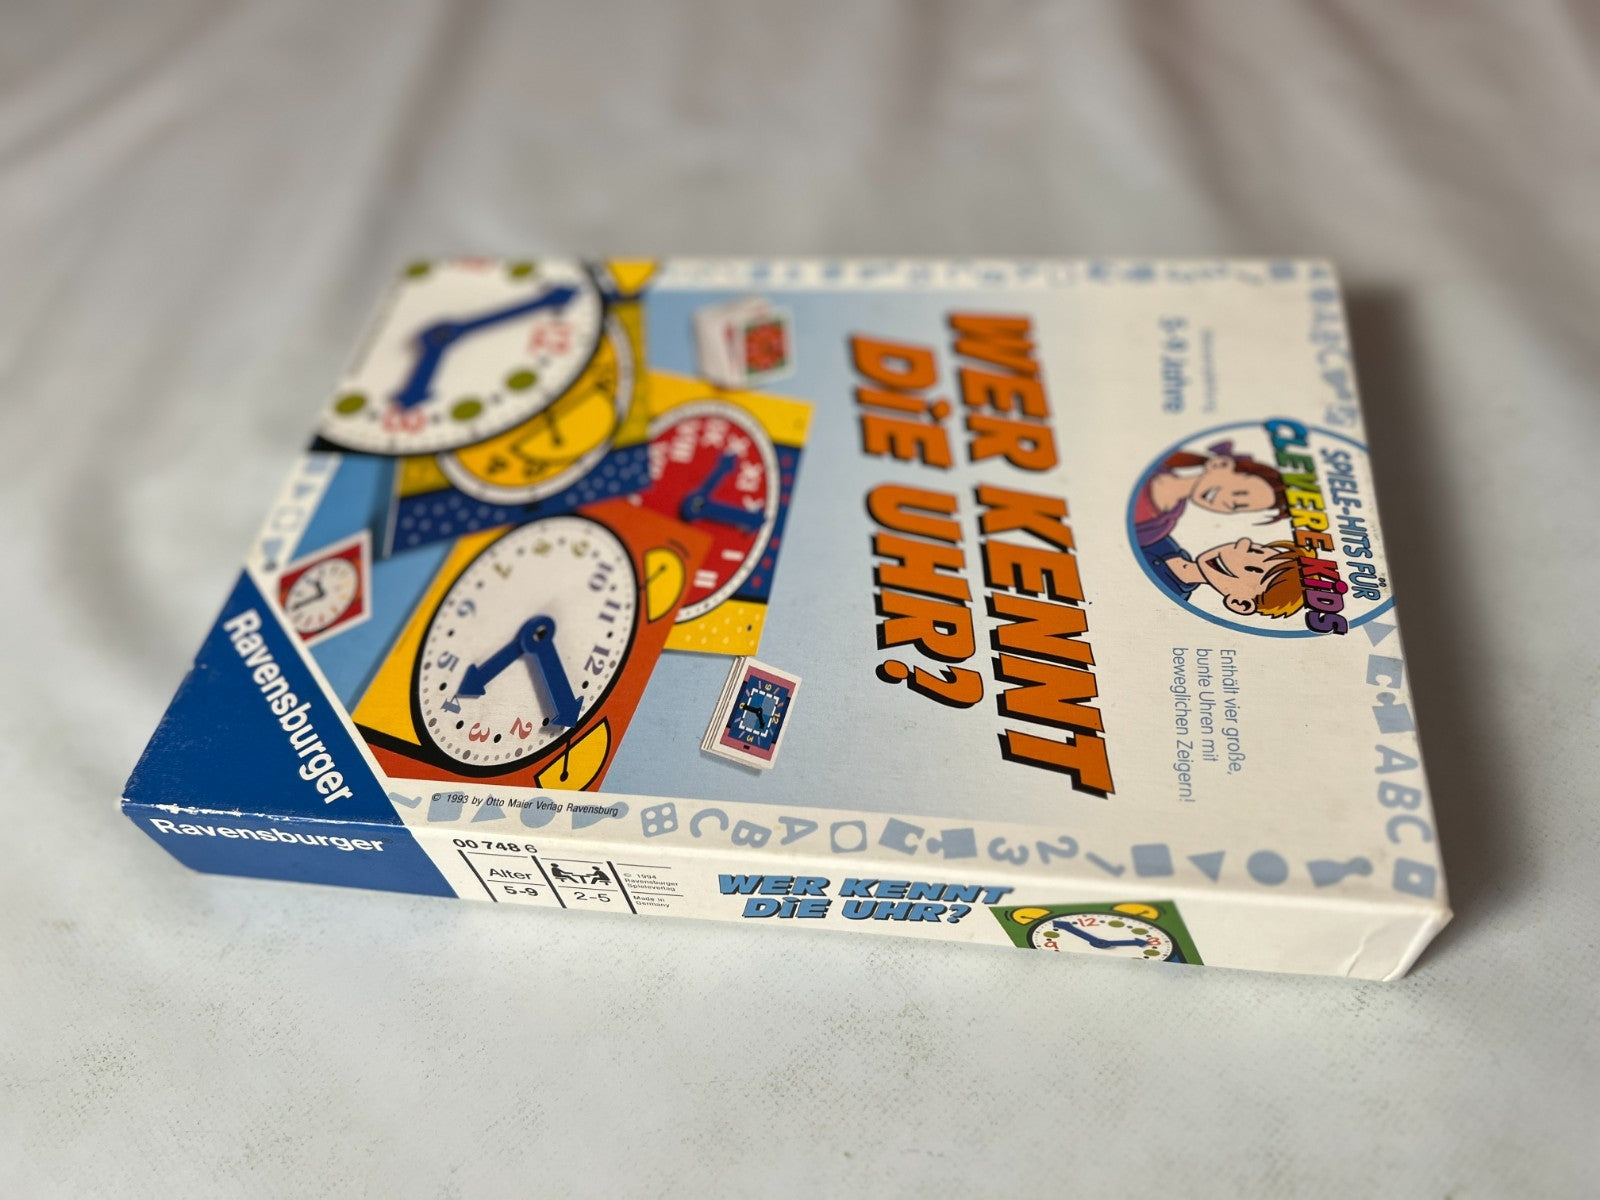 SPIELE-HITS FÜR
CLEVERE KIDS
5-9 Jahre
WER KENNT
DIE UHR?
Enthält vier große,
bunte Uhren mit
beweglichen Zeigern!
Ravensburger
© 1993 by Otto Maier Verlag Ravensburg
ABC
Ravensburger
00 748 6
Alter
5-9
2-5
© 1994
Ravensburger
Spieleverlag
Made in
Germany
WER KENNT
DIE UHR?